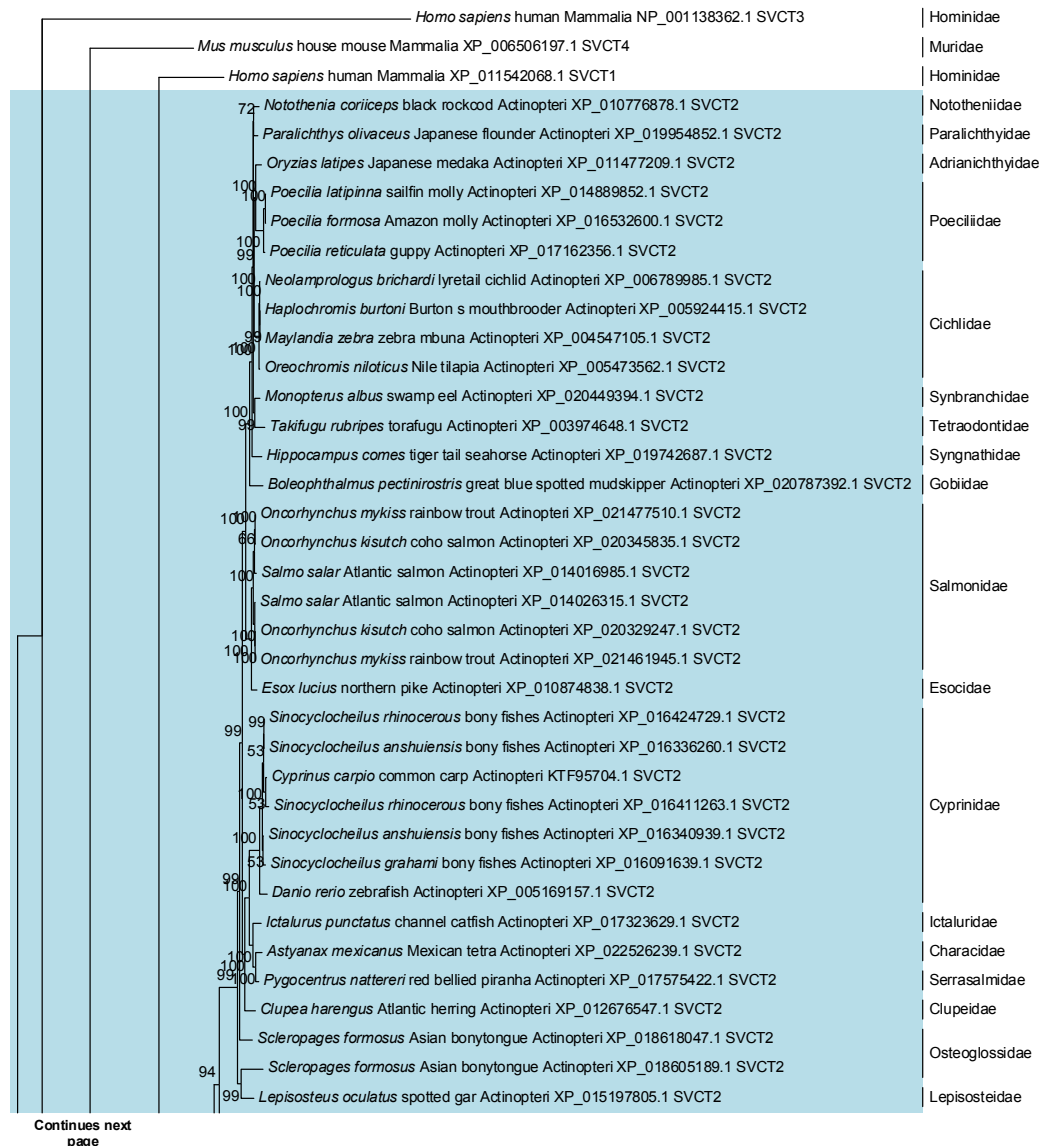 Homo sapiens human Mammalia NP_001138362.1 SVCT3 Hominidae
Mus musculus house mouse Mammalia XP_006506197.1 SVCT4 Muridae
Homo sapiens human Mammalia XP_011542068.1 SVCT1 Hominidae
72 Notothenia coriiceps black rockcod Actinopteri XP_010776878.1 SVCT2 Nototheniidae
Paralichthys olivaceus Japanese flounder Actinopteri XP_019954852.1 SVCT2 Paralichthyidae
Oryzias latipes Japanese medaka Actinopteri XP_011477209.1 SVCT2 Adrianichthyidae
100
100 Poecilia latipinna sailfin molly Actinopteri XP_014889852.1 SVCT2
Poecilia formosa Amazon molly Actinopteri XP_016532600.1 SVCT2 Poeciliidae
100
99 Poecilia reticulata guppy Actinopteri XP_017162356.1 SVCT2
100 Neolamprologus brichardi lyretail cichlid Actinopteri XP_006789985.1 SVCT2
100
Haplochromis burtoni Burton s mouthbrooder Actinopteri XP_005924415.1 SVCT2
Cichlidae
99 Maylandia zebra zebra mbuna Actinopteri XP_004547105.1 SVCT2
100
100
Oreochromis niloticus Nile tilapia Actinopteri XP_005473562.1 SVCT2
Monopterus albus swamp eel Actinopteri XP_020449394.1 SVCT2 Synbranchidae
100
99 Takifugu rubripes torafugu Actinopteri XP_003974648.1 SVCT2 Tetraodontidae
Hippocampus comes tiger tail seahorse Actinopteri XP_019742687.1 SVCT2 Syngnathidae
Boleophthalmus pectinirostris great blue spotted mudskipper Actinopteri XP_020787392.1 SVCT2 Gobiidae
100 100 Oncorhynchus mykiss rainbow trout Actinopteri XP_021477510.1 SVCT2
66 Oncorhynchus kisutch coho salmon Actinopteri XP_020345835.1 SVCT2
100 Salmo salar Atlantic salmon Actinopteri XP_014016985.1 SVCT2
Salmonidae
Salmo salar Atlantic salmon Actinopteri XP_014026315.1 SVCT2
100 Oncorhynchus kisutch coho salmon Actinopteri XP_020329247.1 SVCT2
100
100 Oncorhynchus mykiss rainbow trout Actinopteri XP_021461945.1 SVCT2
Esox lucius northern pike Actinopteri XP_010874838.1 SVCT2 Esocidae
99 99 Sinocyclocheilus rhinocerous bony fishes Actinopteri XP_016424729.1 SVCT2
53 Sinocyclocheilus anshuiensis bony fishes Actinopteri XP_016336260.1 SVCT2
Cyprinus carpio common carp Actinopteri KTF95704.1 SVCT2
100
53 Sinocyclocheilus rhinocerous bony fishes Actinopteri XP_016411263.1 SVCT2 Cyprinidae
100 Sinocyclocheilus anshuiensis bony fishes Actinopteri XP_016340939.1 SVCT2
53 Sinocyclocheilus grahami bony fishes Actinopteri XP_016091639.1 SVCT2
99
100 Danio rerio zebrafish Actinopteri XP_005169157.1 SVCT2
Ictalurus punctatus channel catfish Actinopteri XP_017323629.1 SVCT2 Ictaluridae
100 Astyanax mexicanus Mexican tetra Actinopteri XP_022526239.1 SVCT2 Characidae
100
99 100 Pygocentrus nattereri red bellied piranha Actinopteri XP_017575422.1 SVCT2 Serrasalmidae
Clupea harengus Atlantic herring Actinopteri XP_012676547.1 SVCT2 Clupeidae
Scleropages formosus Asian bonytongue Actinopteri XP_018618047.1 SVCT2
Osteoglossidae
94 Scleropages formosus Asian bonytongue Actinopteri XP_018605189.1 SVCT2
99 Lepisosteus oculatus spotted gar Actinopteri XP_015197805.1 SVCT2 Lepisosteidae
Continues next
page